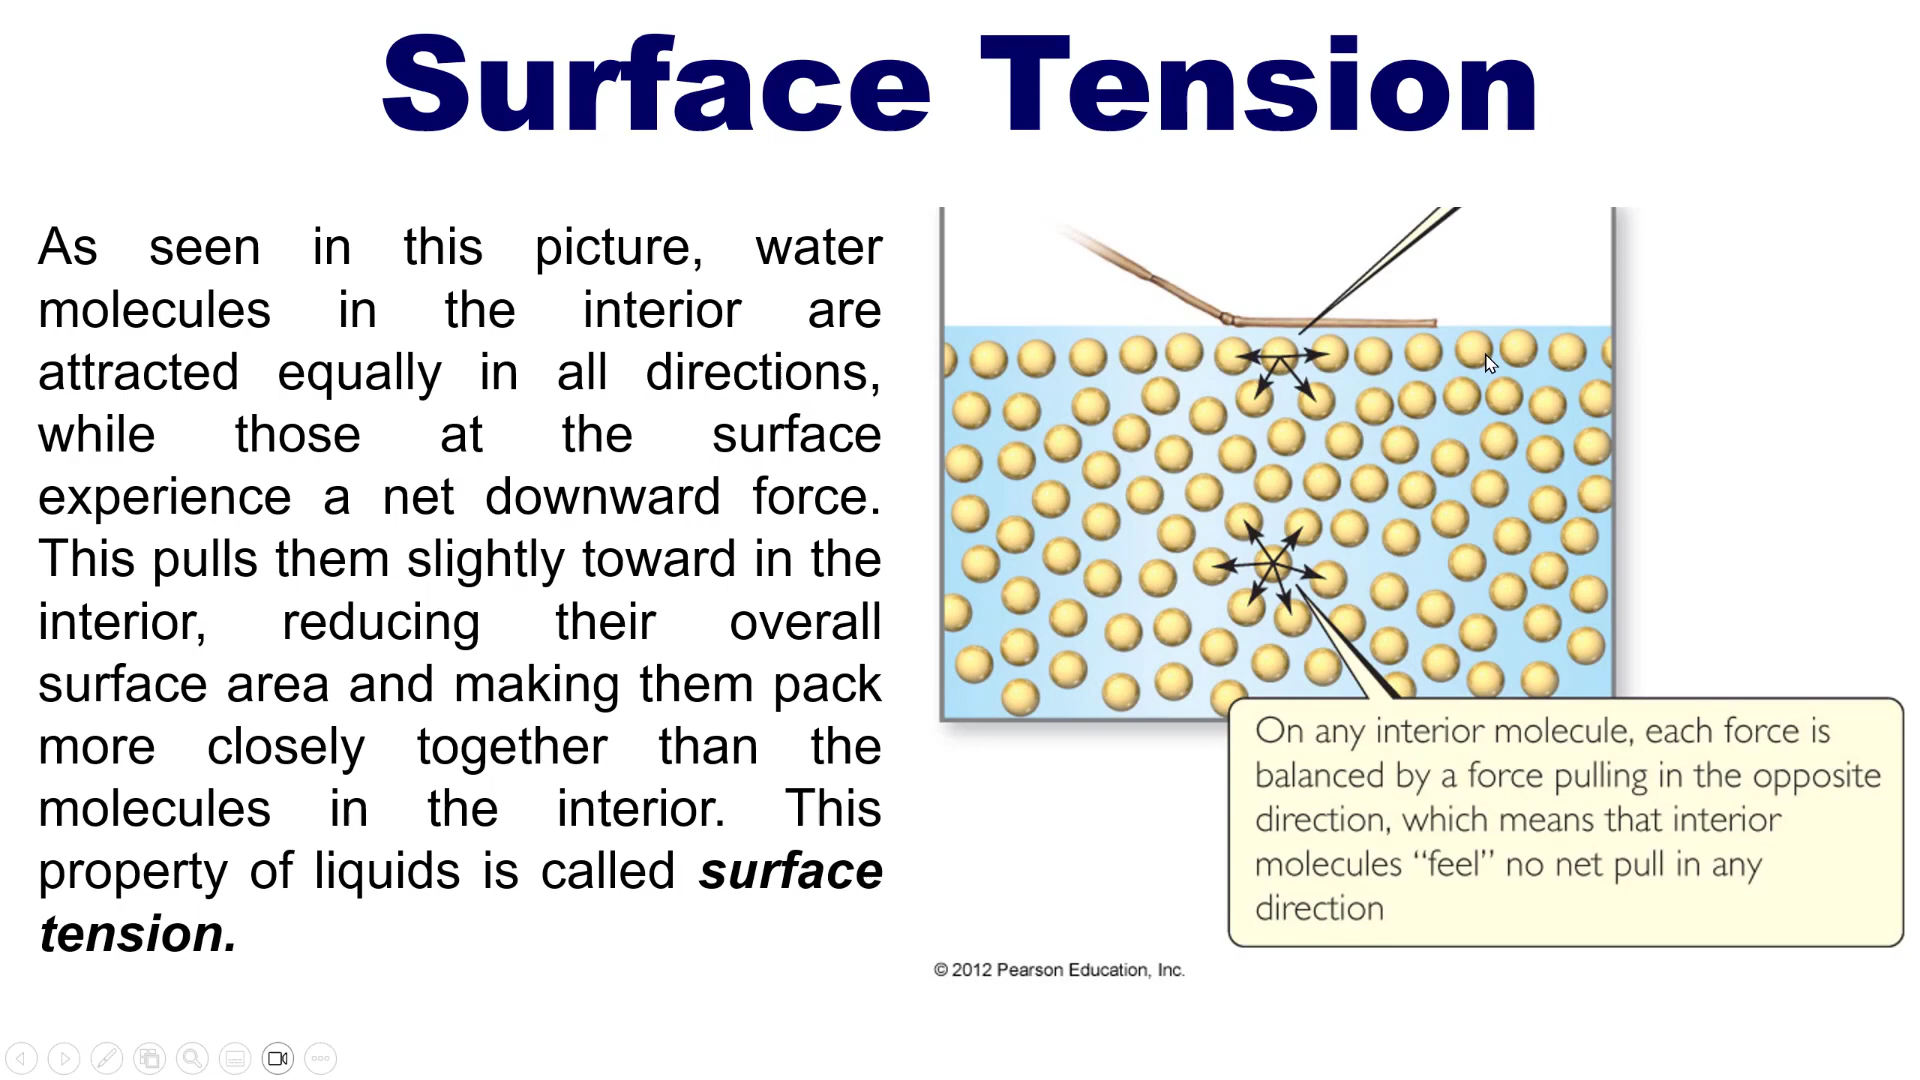 Surface Tension
As seen in this picture, water
molecules in the interior are
attracted equally in all directions,
while those at the surface
experience a net downward force.
This pulls them slightly toward in the
interior, reducing their overall
surface area and making them pack
more closely together than the
molecules in the interior. This
property of liquids is called surface
tension.
On any interior molecule, each force is
balanced by a force pulling in the opposite
direction, which means that interior
molecules “feel” no net pull in any
direction
© 2012 Pearson Education, Inc.